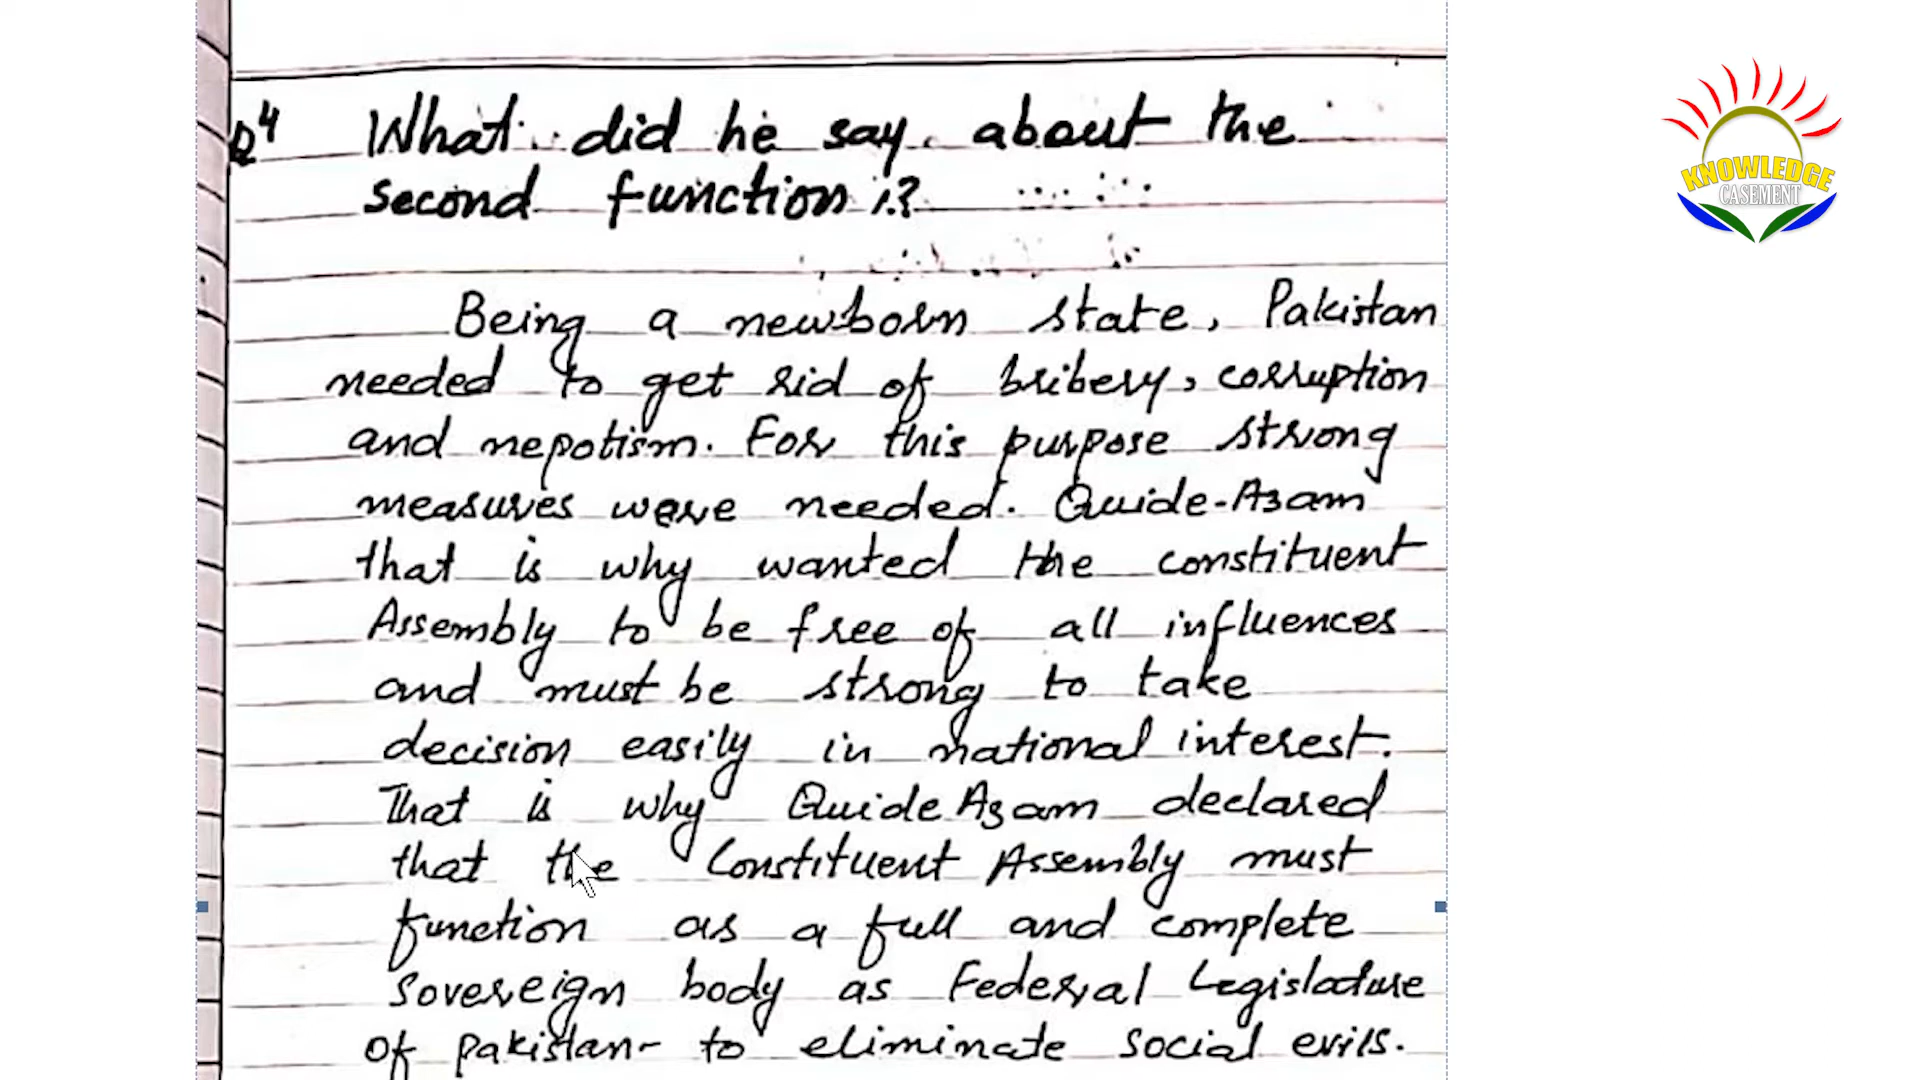 Q4 What did he say about the
second function?
Being a newborn state, Pakistan
needed to get rid of bribery, corruption
and nepotism. For this purpose strong
measures were needed. Quide-Azam
that is why wanted the constituent
Assembly to be free of all influences
and must be strong to take
decision easily in national interest.
That is why Quide Azam declared
that the Constituent Assembly must
function as a full and complete
sovereign body as Federal Legislature
of pakistan- to eliminate social evils.
KNOWLEDGE
CASEMENT